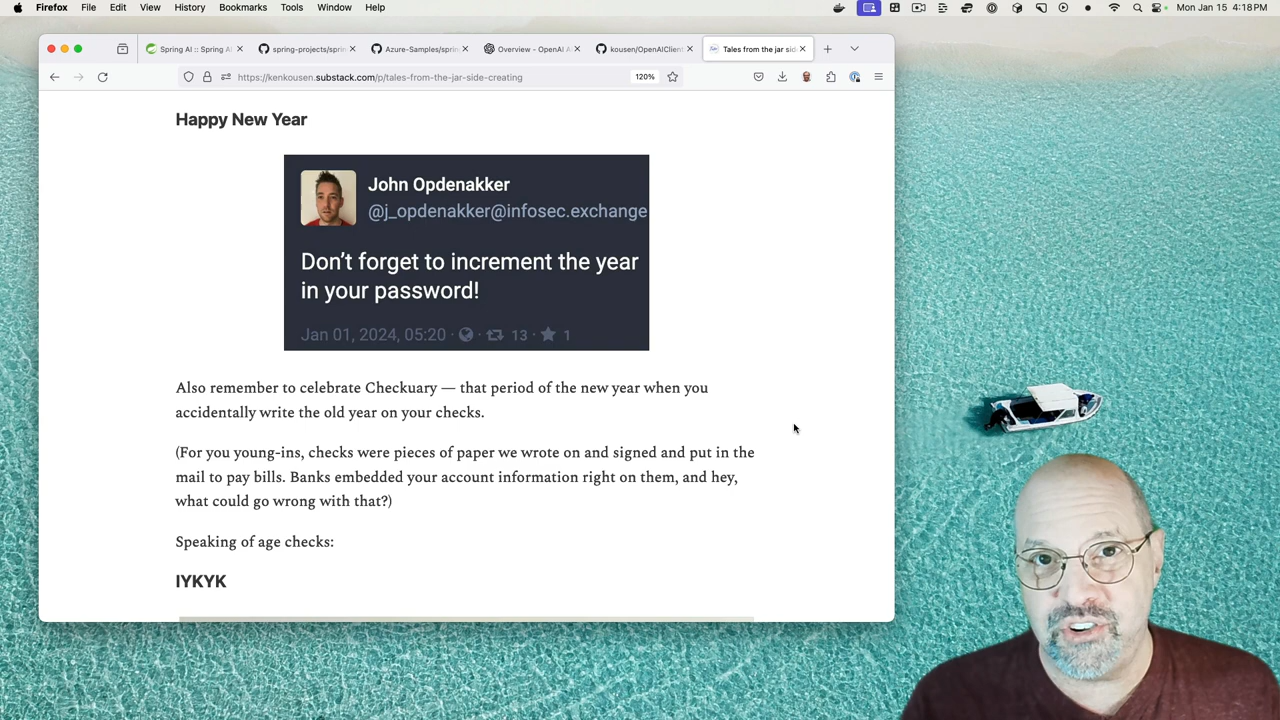 Firefox File Edit View History Bookmarks Tools Window Help Mon Jan 15 4:18 PM
Spring AI :: Spring AI spring-projects/sprin Azure-Samples/sprin Overview - OpenAI A kousen/OpenAIClient Tales from the jar sid
https://kenkousen.substack.com/p/tales-from-the-jar-side-creating 120%
Happy New Year
John Opdenakker
@j_opdenakker@infosec.exchange
Don’t forget to increment the year
in your password!
Jan 01, 2024, 05:20 · · 13 · 1
Also remember to celebrate Checkuary — that period of the new year when you
accidentally write the old year on your checks.
(For you young-ins, checks were pieces of paper we wrote on and signed and put in the
mail to pay bills. Banks embedded your account information right on them, and hey,
what could go wrong with that?)
Speaking of age checks:
IYKYK